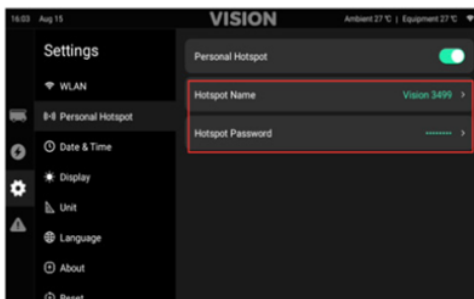 16:03 Aug 15 VISION Ambient 27 ℃ | Equipment 27 ℃
Settings
WLAN
Personal Hotspot
Date & Time
Display
Unit
Language
About
Reset
Personal Hotspot
Hotspot Name Vision 3499 >
Hotspot Password ········ >